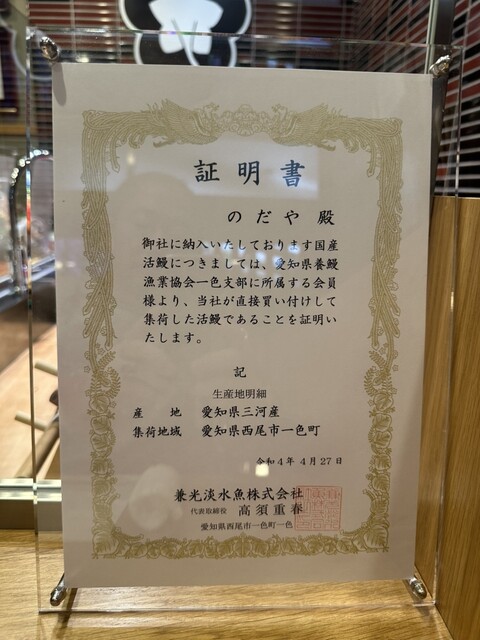 証明書
のだや 殿
御社に納入いたしております国産
活鰻につきましては、愛知県養鰻
漁業協会一色支部に所属する会員
様より、当社が直接買い付けして
集荷した活鰻であることを証明い
たします。
記
生産地明細
産 地 愛知県三河産
集荷地域 愛知県西尾市一色町
令和4年 4月27日
兼光淡水魚株式会社
代表取締役 高須重春
愛知県西尾市一色町一色